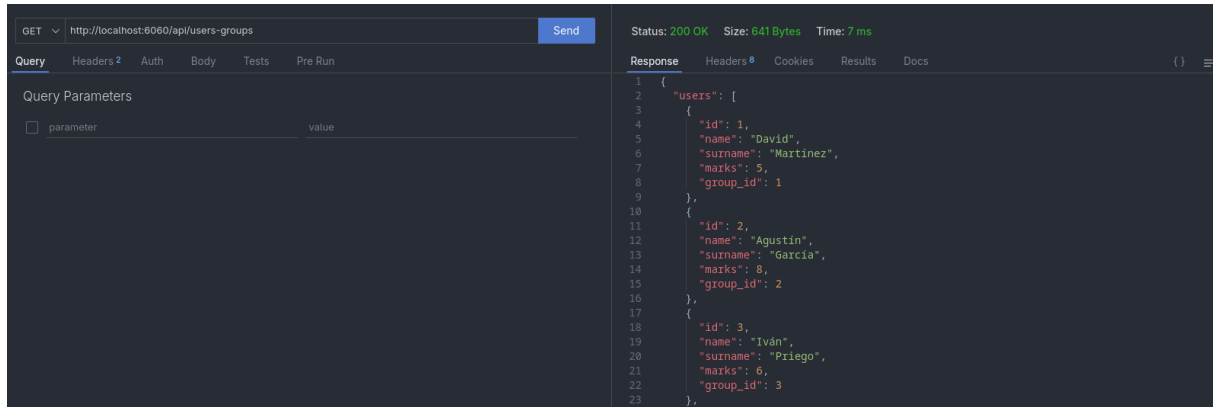 GET http://localhost:6060/api/users-groups Send
Query Headers 2 Auth Body Tests Pre Run
Query Parameters
parameter value
Status: 200 OK Size: 641 Bytes Time: 7 ms
Response Headers 8 Cookies Results Docs { }
1 {
2 "users": [
3 {
4 "id": 1,
5 "name": "David",
6 "surname": "Martínez",
7 "marks": 5,
8 "group_id": 1
9 },
10 {
11 "id": 2,
12 "name": "Agustín",
13 "surname": "García",
14 "marks": 8,
15 "group_id": 2
16 },
17 {
18 "id": 3,
19 "name": "Iván",
20 "surname": "Priego",
21 "marks": 6,
22 "group_id": 3
23 },